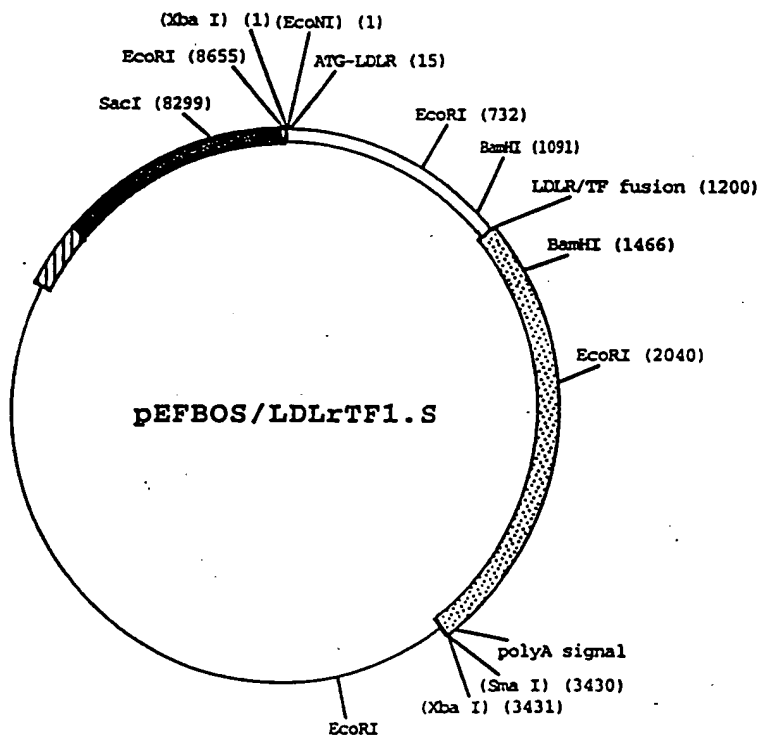 (Xba I) (1) (EcoNI) (1)
EcoRI (8655) ATG-LDLR (15)
SacI (8299)
EcoRI (732)
BamHI (1091)
LDLR/TF fusion (1200)
BamHI (1466)
EcoRI (2040)
pEFBOS/LDLrTF1.S
polyA signal
(Sma I) (3430)
(Xba I) (3431)
EcoRI